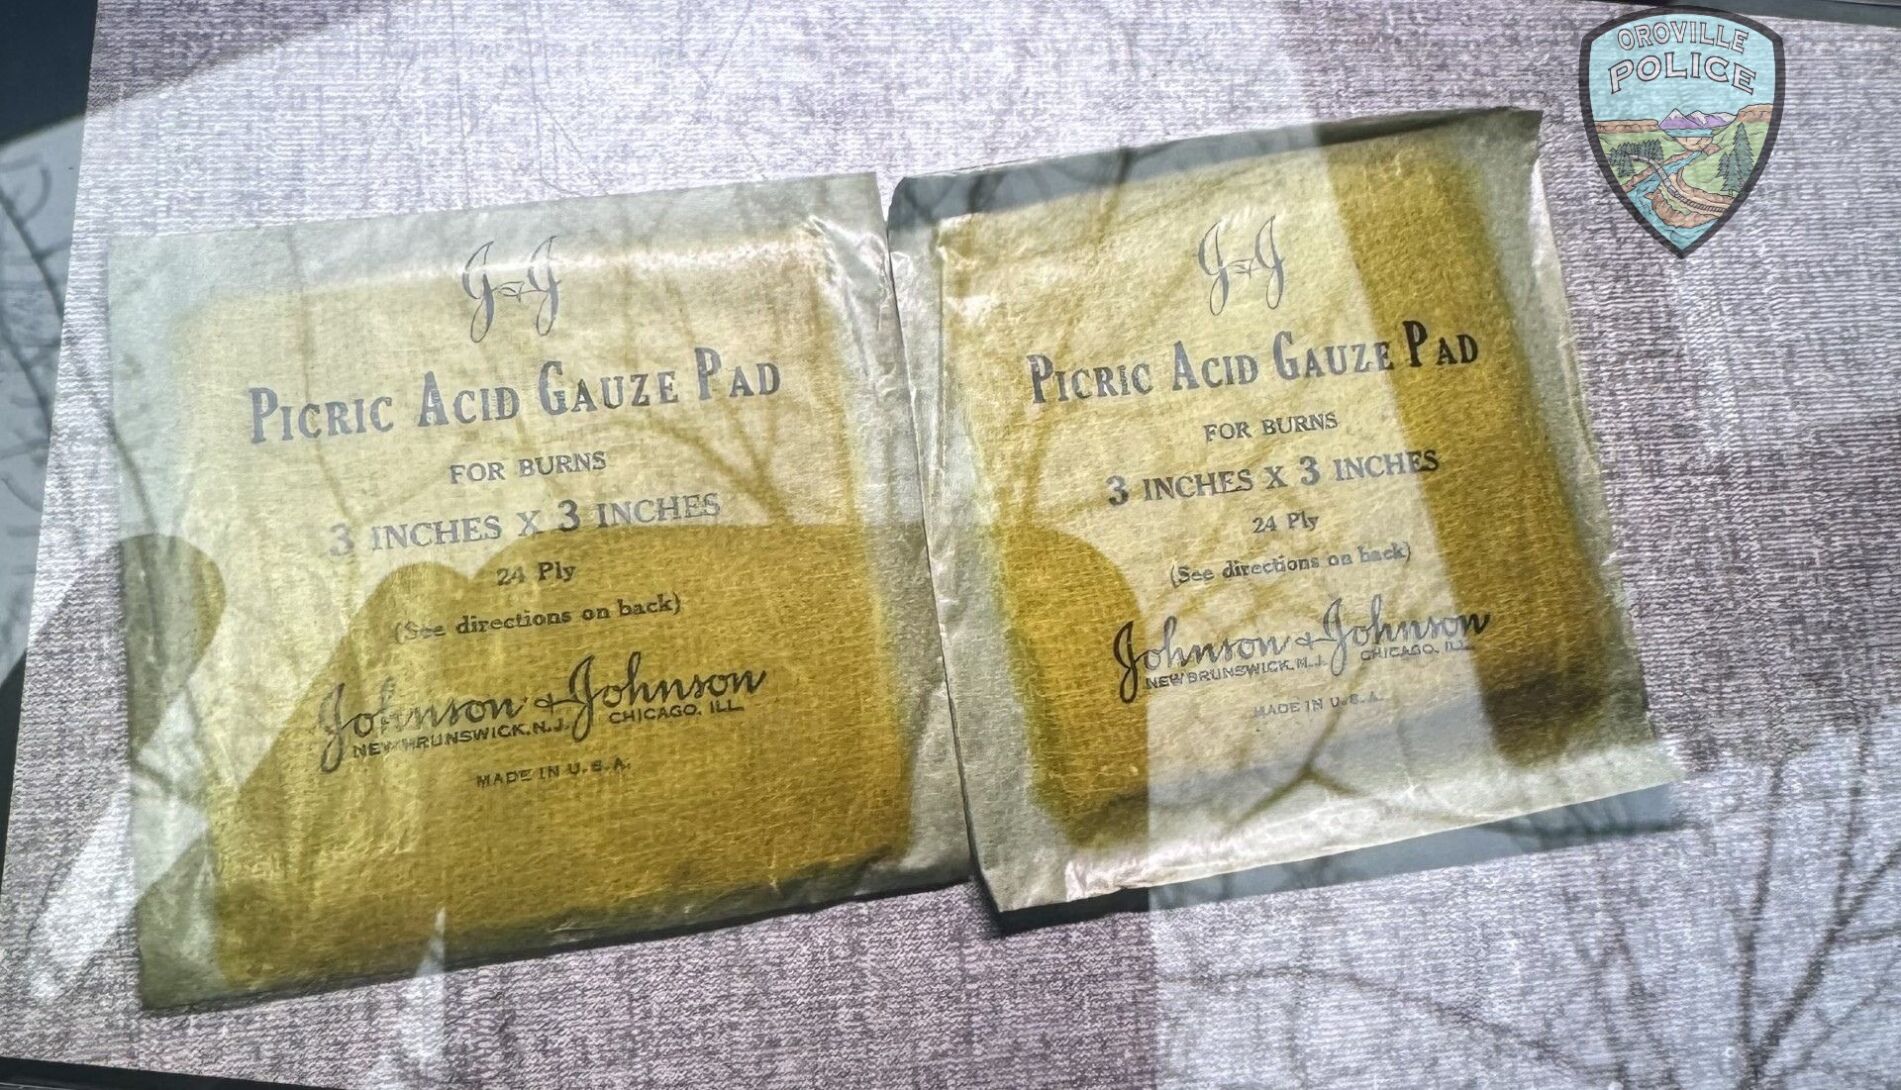 OROVILLE
POLICE
J&J
PICRIC ACID GAUZE PAD
FOR BURNS
3 INCHES X 3 INCHES
24 Ply
(See directions on back)
Johnson & Johnson
NEW BRUNSWICK, N.J. CHICAGO, ILL.
MADE IN U.S.A.
J&J
PICRIC ACID GAUZE PAD
FOR BURNS
3 INCHES X 3 INCHES
24 Ply
(See directions on back)
Johnson & Johnson
NEW BRUNSWICK, N.J. CHICAGO, ILL.
MADE IN U.S.A.